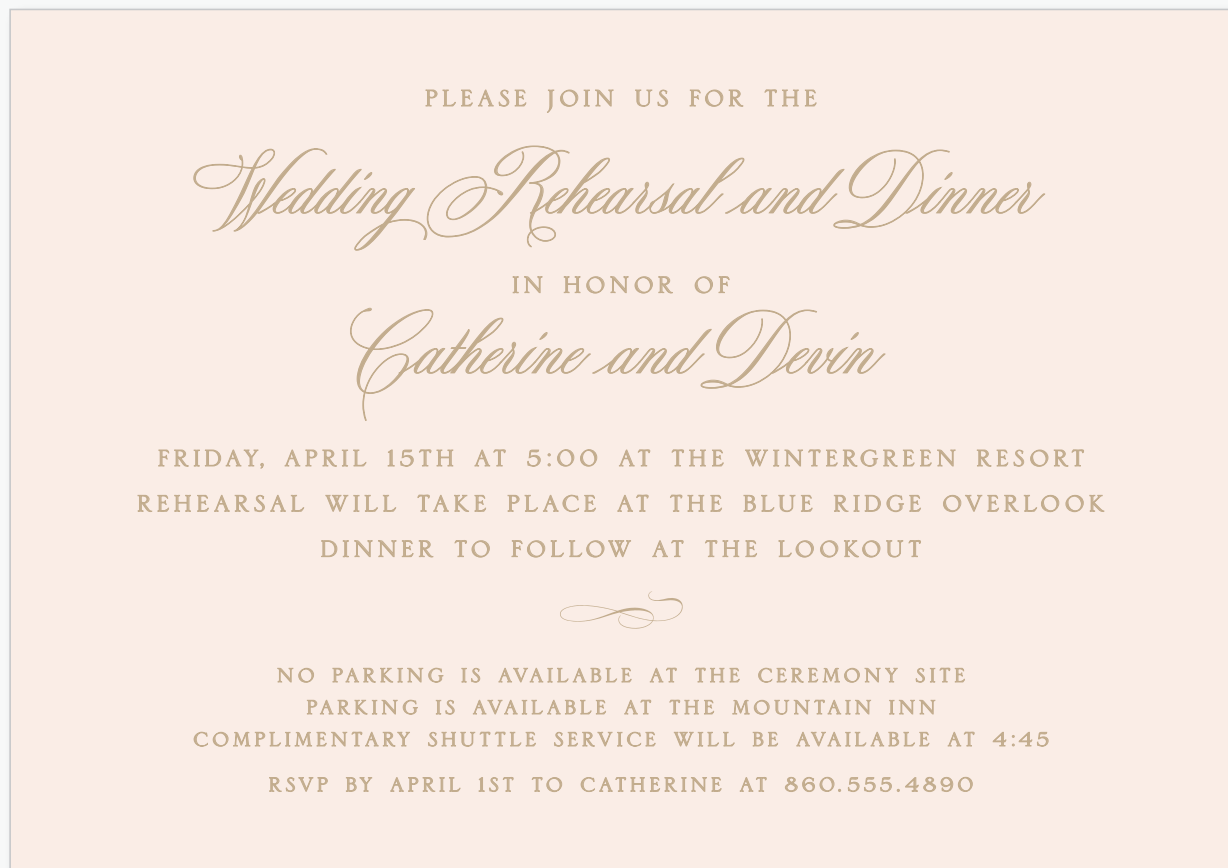 PLEASE JOIN US FOR THE
Wedding Rehearsal and Dinner
IN HONOR OF
Catherine and Devin
FRIDAY, APRIL 15TH AT 5:00 AT THE WINTERGREEN RESORT
REHEARSAL WILL TAKE PLACE AT THE BLUE RIDGE OVERLOOK
DINNER TO FOLLOW AT THE LOOKOUT
NO PARKING IS AVAILABLE AT THE CEREMONY SITE
PARKING IS AVAILABLE AT THE MOUNTAIN INN
COMPLIMENTARY SHUTTLE SERVICE WILL BE AVAILABLE AT 4:45
RSVP BY APRIL 1ST TO CATHERINE AT 860.555.4890